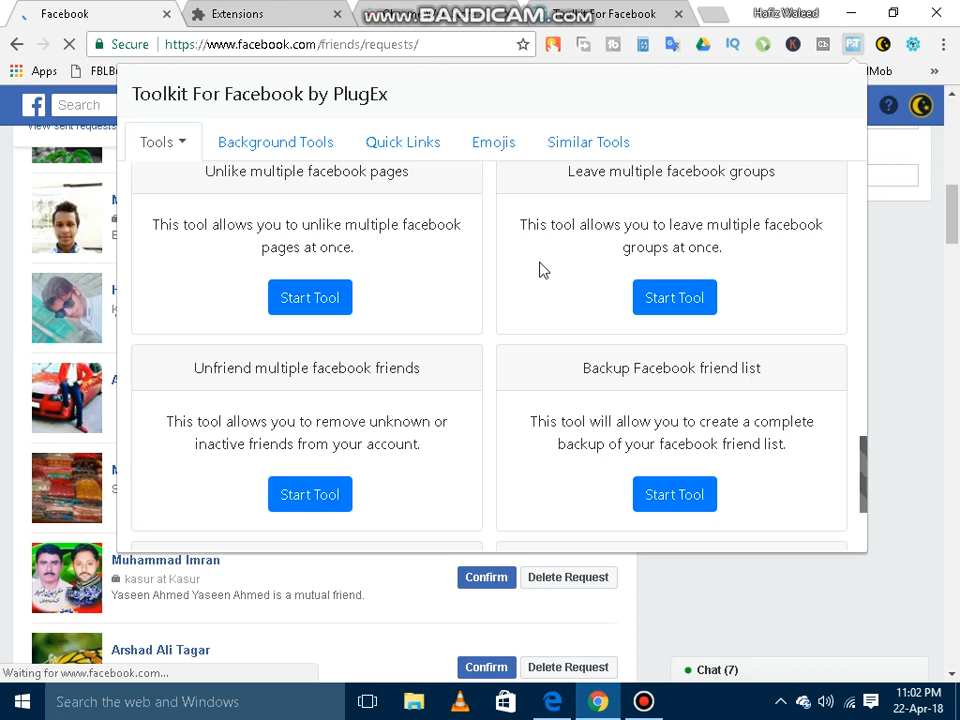 Facebook
Extensions
www.BANDICAM.com
Toolkit For Facebook
Hafiz Waleed
Secure
https://www.facebook.com/friends/requests/
Apps
FBLB
Mob
Search
View sent requests
Toolkit For Facebook by PlugEx
Tools
Background Tools
Quick Links
Emojis
Similar Tools
Unlike multiple facebook pages
This tool allows you to unlike multiple facebook
pages at once.
Start Tool
Leave multiple facebook groups
This tool allows you to leave multiple facebook
groups at once.
Start Tool
Unfriend multiple facebook friends
This tool allows you to remove unknown or
inactive friends from your account.
Start Tool
Backup Facebook friend list
This tool will allow you to create a complete
backup of your facebook friend list.
Start Tool
Muhammad Imran
kasur at Kasur
Yaseen Ahmed Yaseen Ahmed is a mutual friend.
Confirm
Delete Request
Arshad Ali Tagar
Confirm
Delete Request
Chat (7)
Waiting for www.facebook.com...
Search the web and Windows
11:02 PM
22-Apr-18